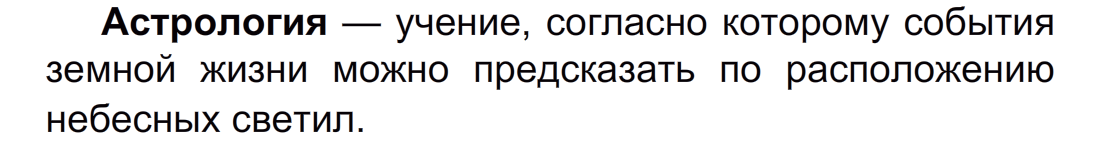 Астрология — учение, согласно которому события
земной жизни можно предсказать по расположению
небесных светил.